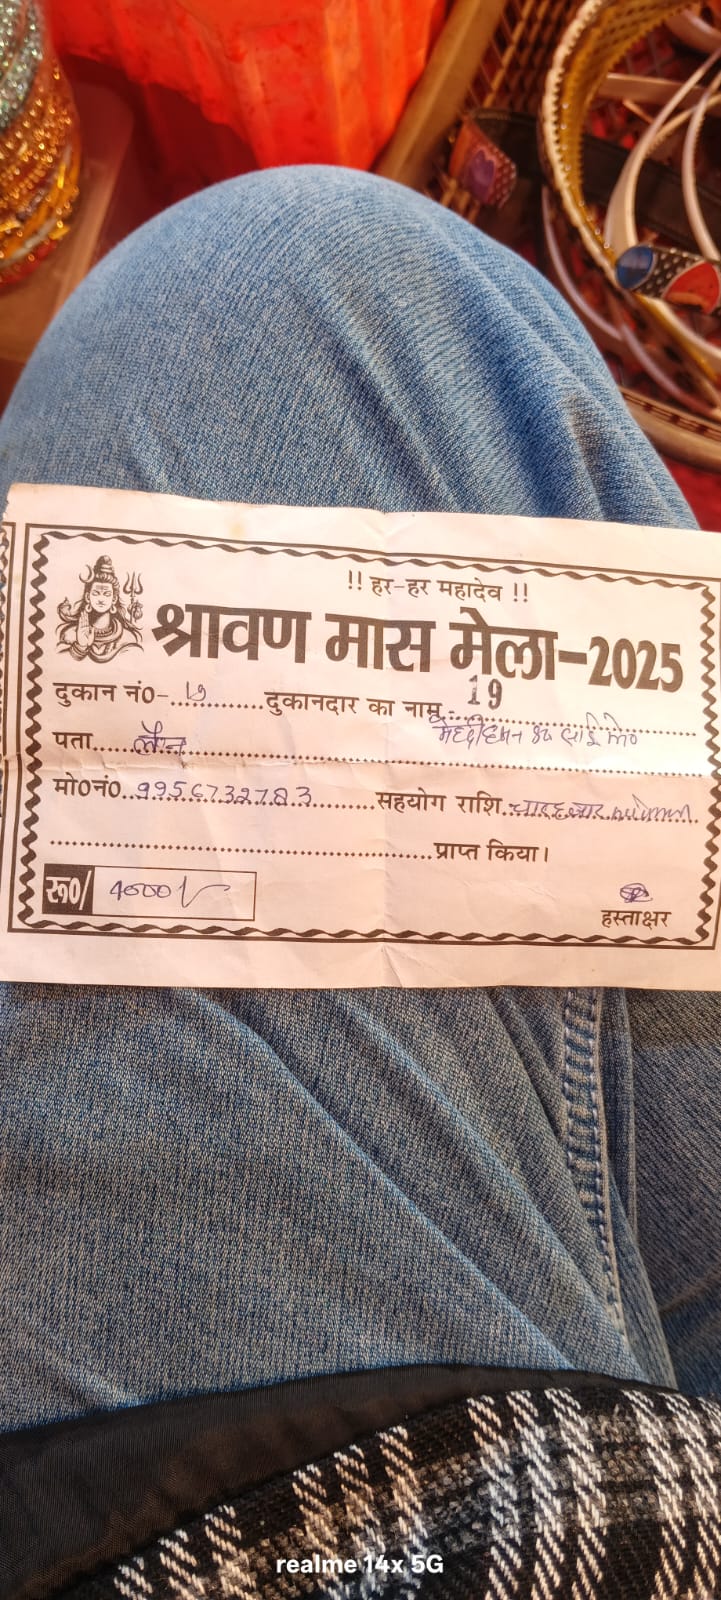 !! हर-हर महादेव !!
श्रावण मास मेला-2025
दुकान नं0- ७ दुकानदार का नाम 19
पता
मो0नं0 9956732783 सहयोग राशि
प्राप्त किया।
रू0/ 4000/
हस्ताक्षर
realme 14x 5G